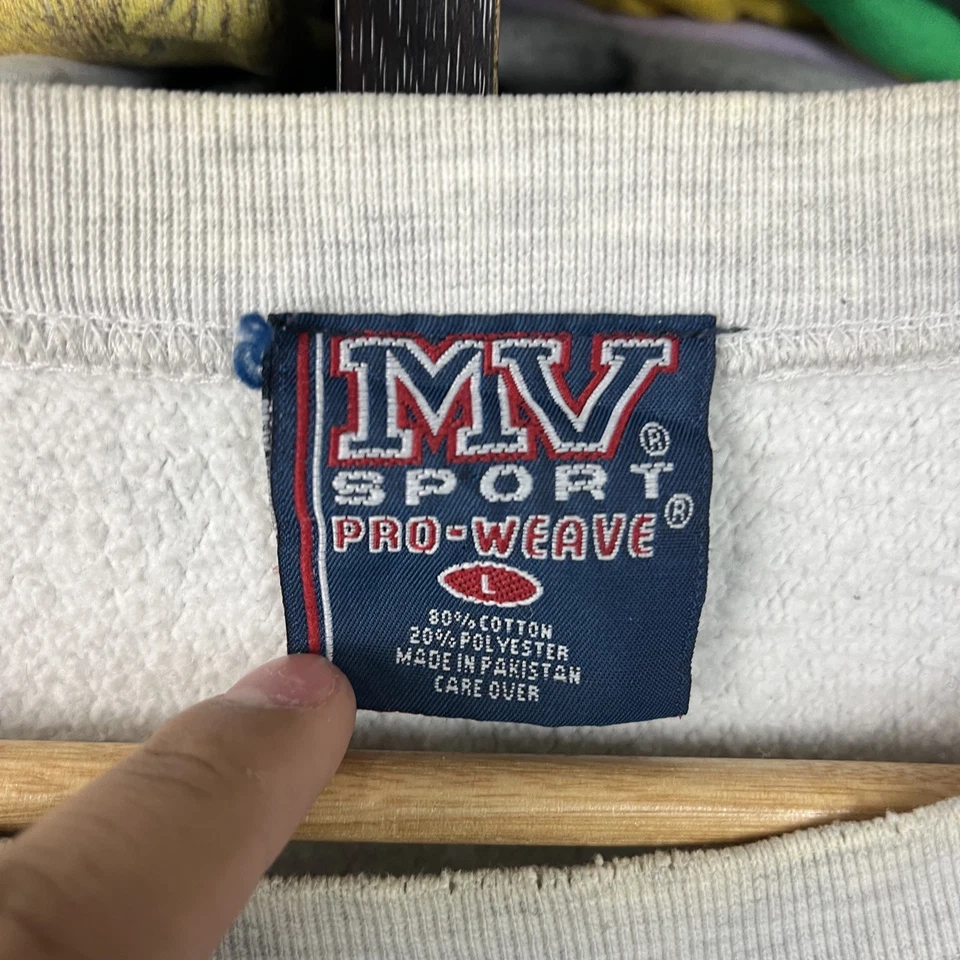 MV®
SPORT®
PRO-WEAVE
L
80% COTTON
20% POLYESTER
MADE IN PAKISTAN
CARE OVER